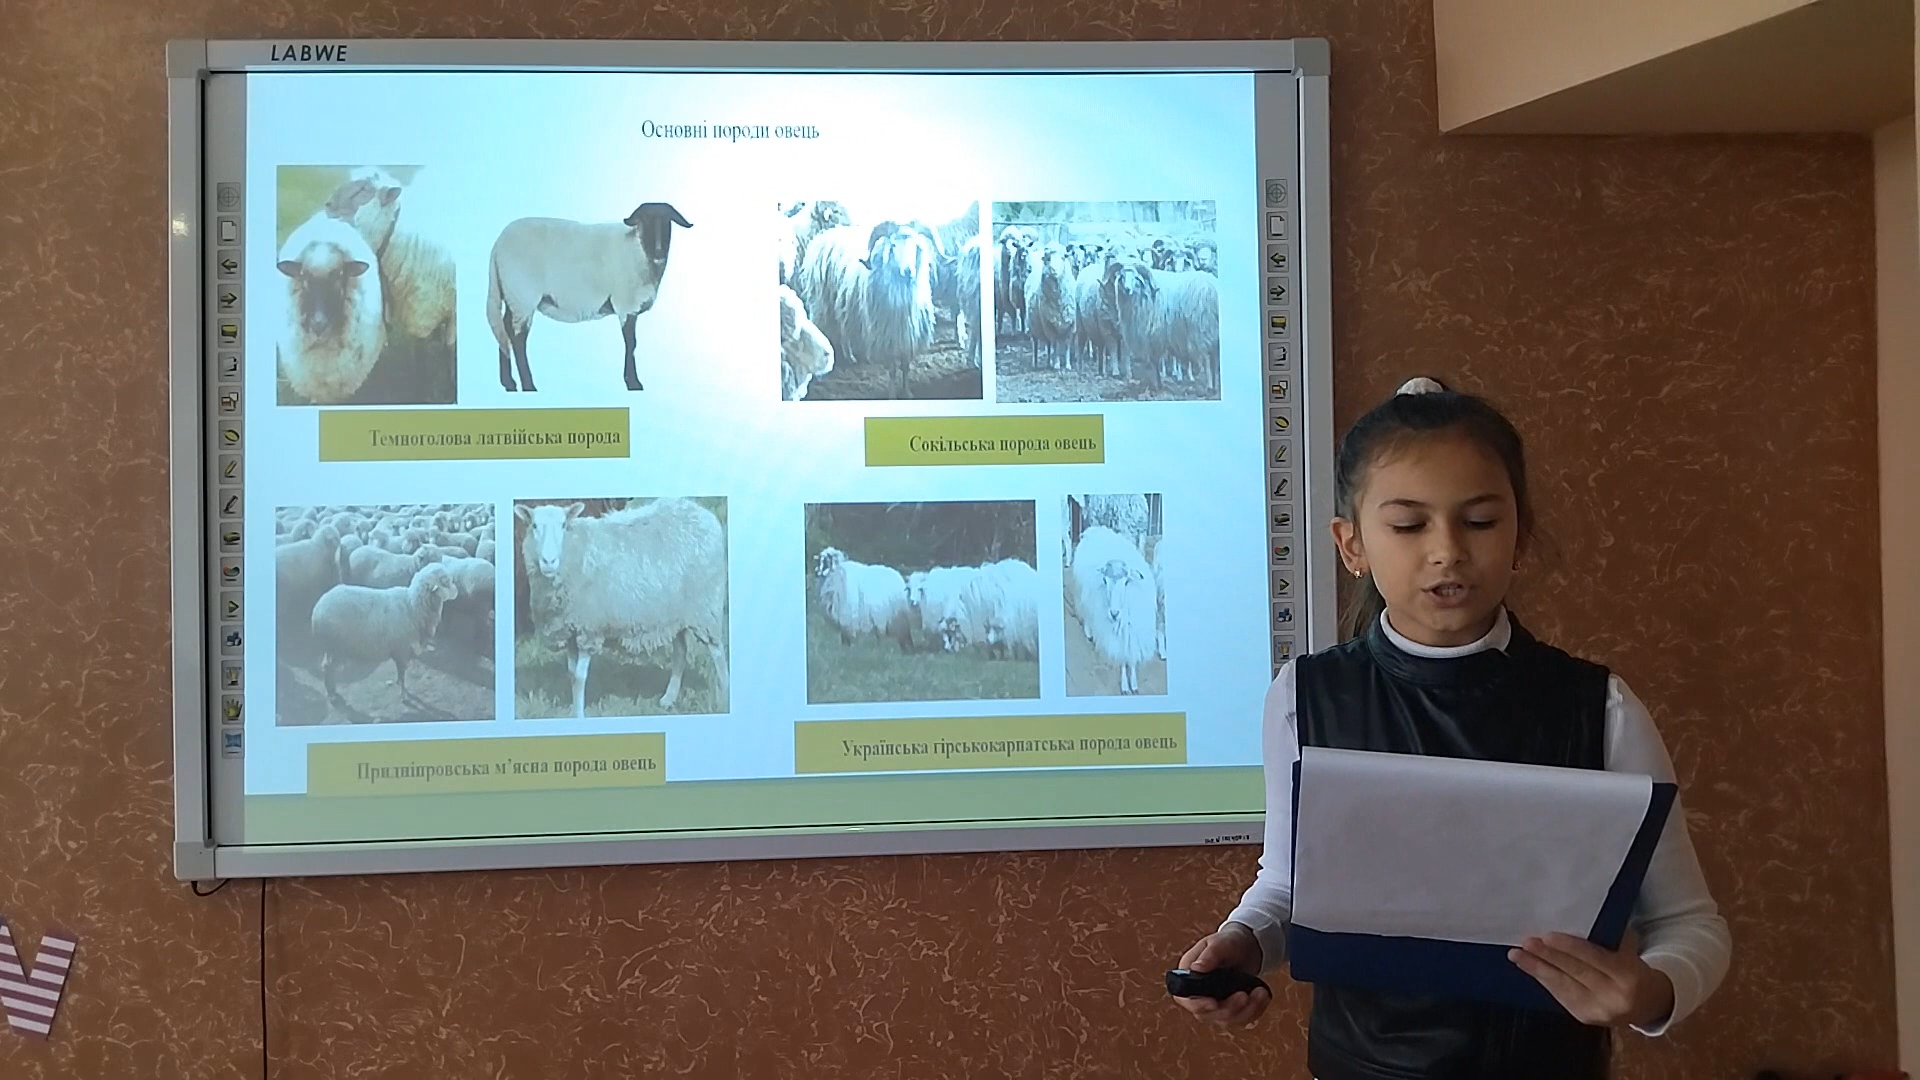 LABWE
Основні породи овець
Темноголова латвійська порода
Сокільська порода овець
Придніпровська м’ясна порода овець
Українська гірськокарпатська порода овець